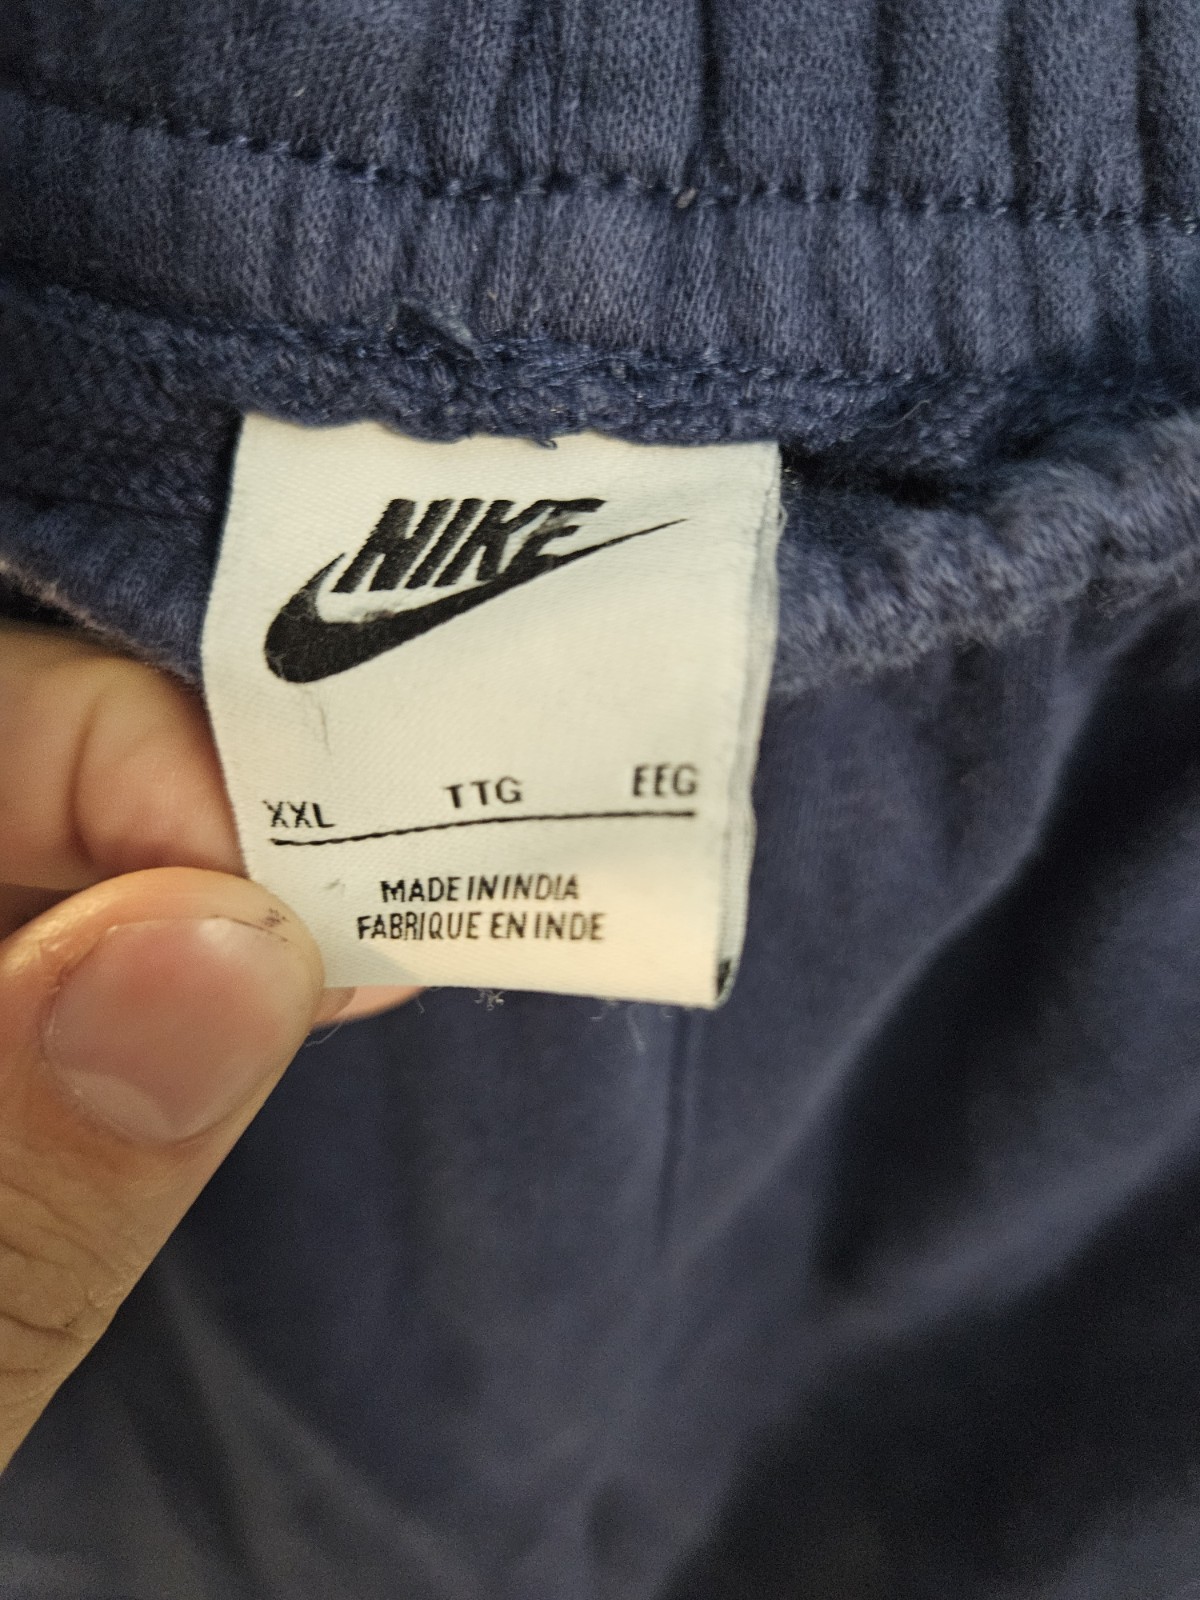 NIKE
XXL TTG EEG
MADE IN INDIA
FABRIQUE EN INDE